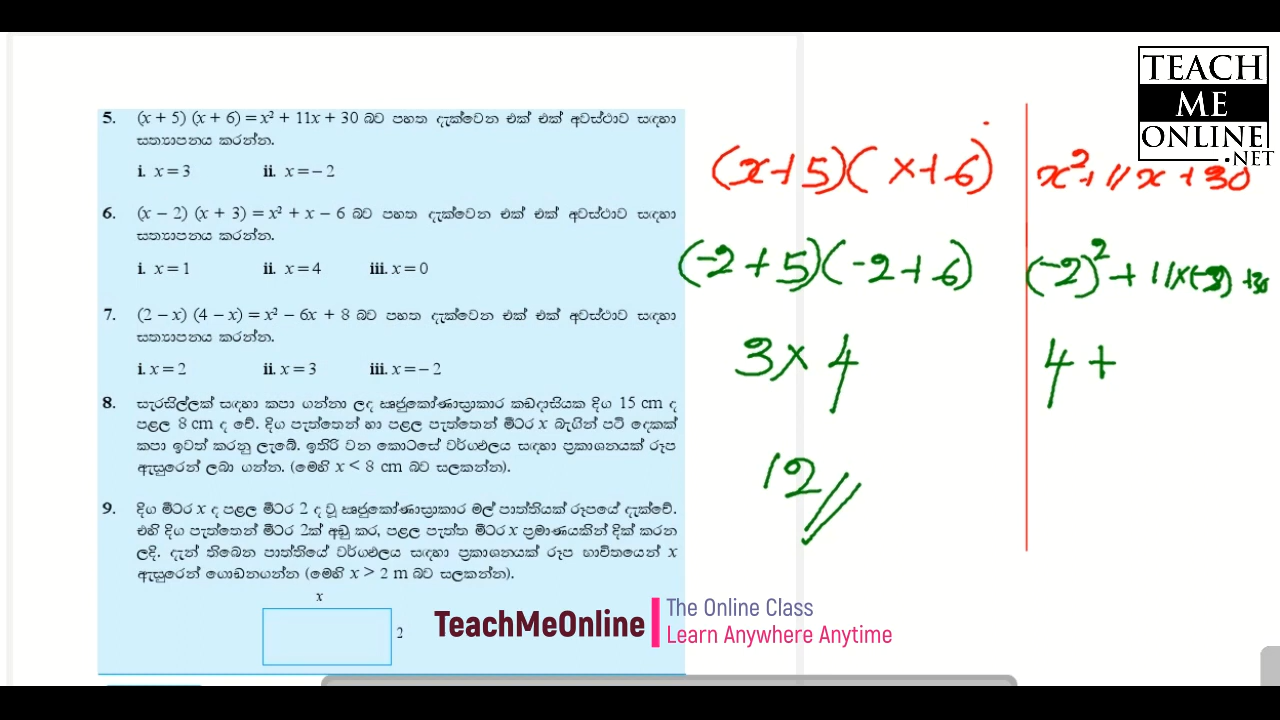 TEACH
ME
ONLINE
.NET
5. (x + 5) (x + 6) = x² + 11x + 30 බව පහත දැක්වෙන එක් එක් අවස්ථාව සඳහා
සත්‍යාපනය කරන්න.
i. x = 3 ii. x = – 2
6. (x – 2) (x + 3) = x² + x – 6 බව පහත දැක්වෙන එක් එක් අවස්ථාව සඳහා
සත්‍යාපනය කරන්න.
i. x = 1 ii. x = 4 iii. x = 0
7. (2 – x) (4 – x) = x² – 6x + 8 බව පහත දැක්වෙන එක් එක් අවස්ථාව සඳහා
සත්‍යාපනය කරන්න.
i. x = 2 ii. x = 3 iii. x = – 2
8. සැරසිල්ලක් සඳහා කපා ගන්නා ලද ඍජුකෝණාස්‍රාකාර කඩදාසියක දිග 15 cm ද
පළල 8 cm ද වේ. දිග පැත්තෙන් හා පළල පැත්තෙන් මීටර x බැගින් පටි දෙකක්
කපා ඉවත් කරනු ලැබේ. ඉතිරි වන කොටසේ වර්ගඵලය සඳහා ප්‍රකාශනයක් රූප
ඇසුරෙන් ලබා ගන්න. (මෙහි x < 8 cm බව සලකන්න).
9. දිග මීටර x ද පළල මීටර 2 ද වූ ඍජුකෝණාස්‍රාකාර මල් පාත්තියක් රූපයේ දැක්වේ.
එහි දිග පැත්තෙන් මීටර 2ක් අඩු කර, පළල පැත්ත මීටර x ප්‍රමාණයකින් දික් කරන
ලදි. දැන් තිබෙන පාත්තියේ වර්ගඵලය සඳහා ප්‍රකාශනයක් රූප භාවිතයෙන් x
ඇසුරෙන් ගොඩනගන්න (මෙහි x > 2 m බව සලකන්න).
x
2
(x+5)(x+6)
x²+11x+30
(-2+5)(-2+6)
(-2)²+11×(-2)+30
3×4
4+
12
TeachMeOnline
The Online Class
Learn Anywhere Anytime